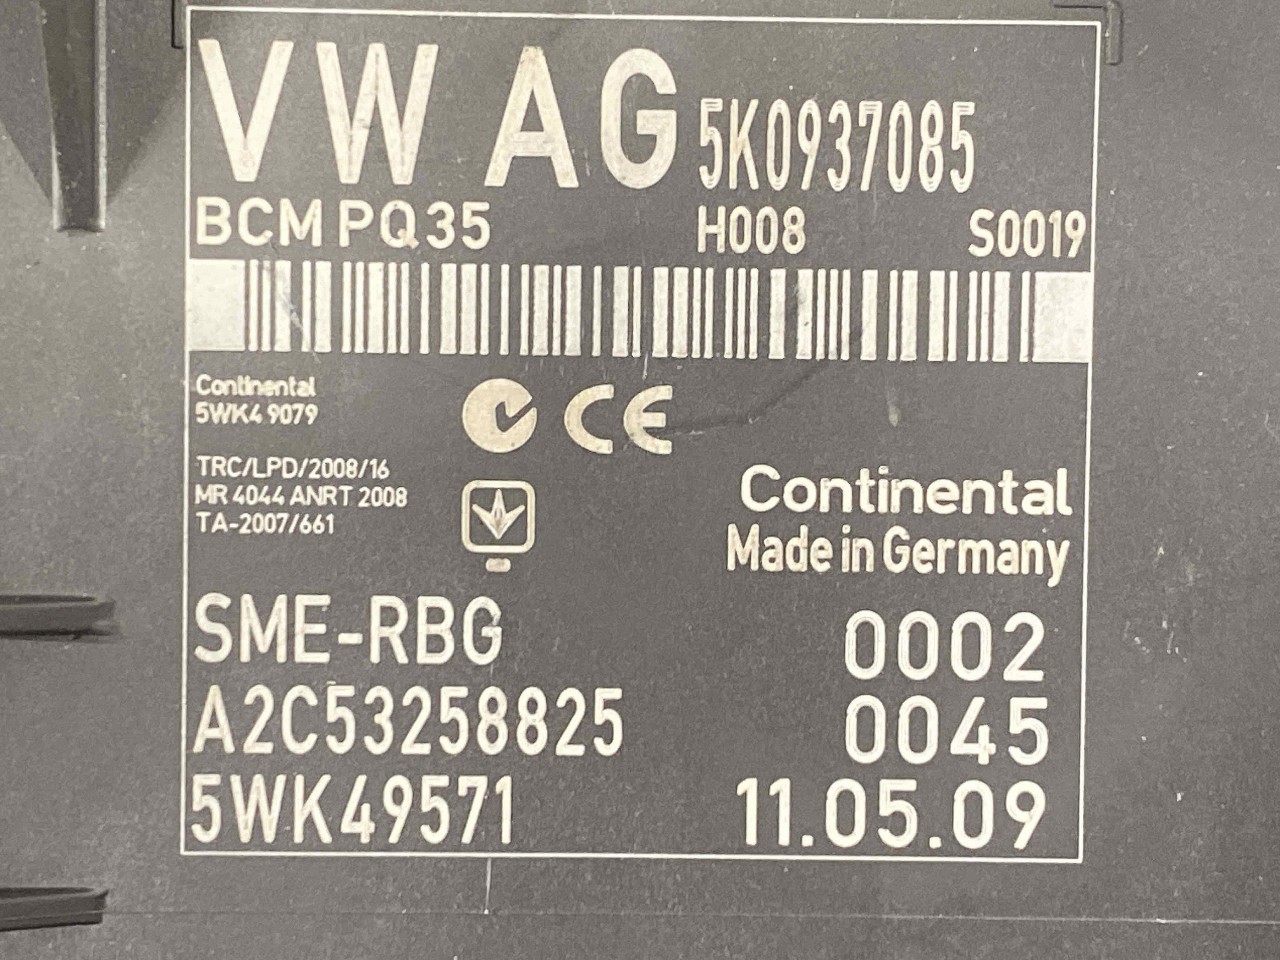 VW AG 5K0937085
BCM PQ35 H008 S0019
Continental
5WK4 9079
CE
TRC/LPD/2008/16
MR 4044 ANRT 2008
TA-2007/661
Continental
Made in Germany
SME-RBG 0002
A2C53258825 0045
5WK49571 11.05.09